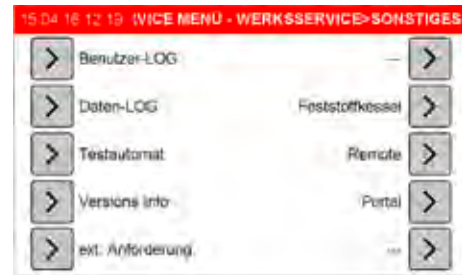 15.04.16 12:19 (VICE MENÜ - WERKSSERVICE>SONSTIGES
Benutzer-LOG ---
Daten-LOG Feststoffkessel
Testautomat Remote
Versions Info Portal
ext. Anforderung ---